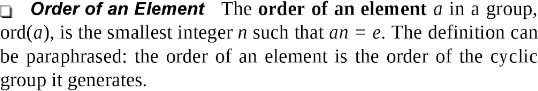 ❏ Order of an Element The order of an element a in a group,
ord(a), is the smallest integer n such that an = e. The definition can
be paraphrased: the order of an element is the order of the cyclic
group it generates.